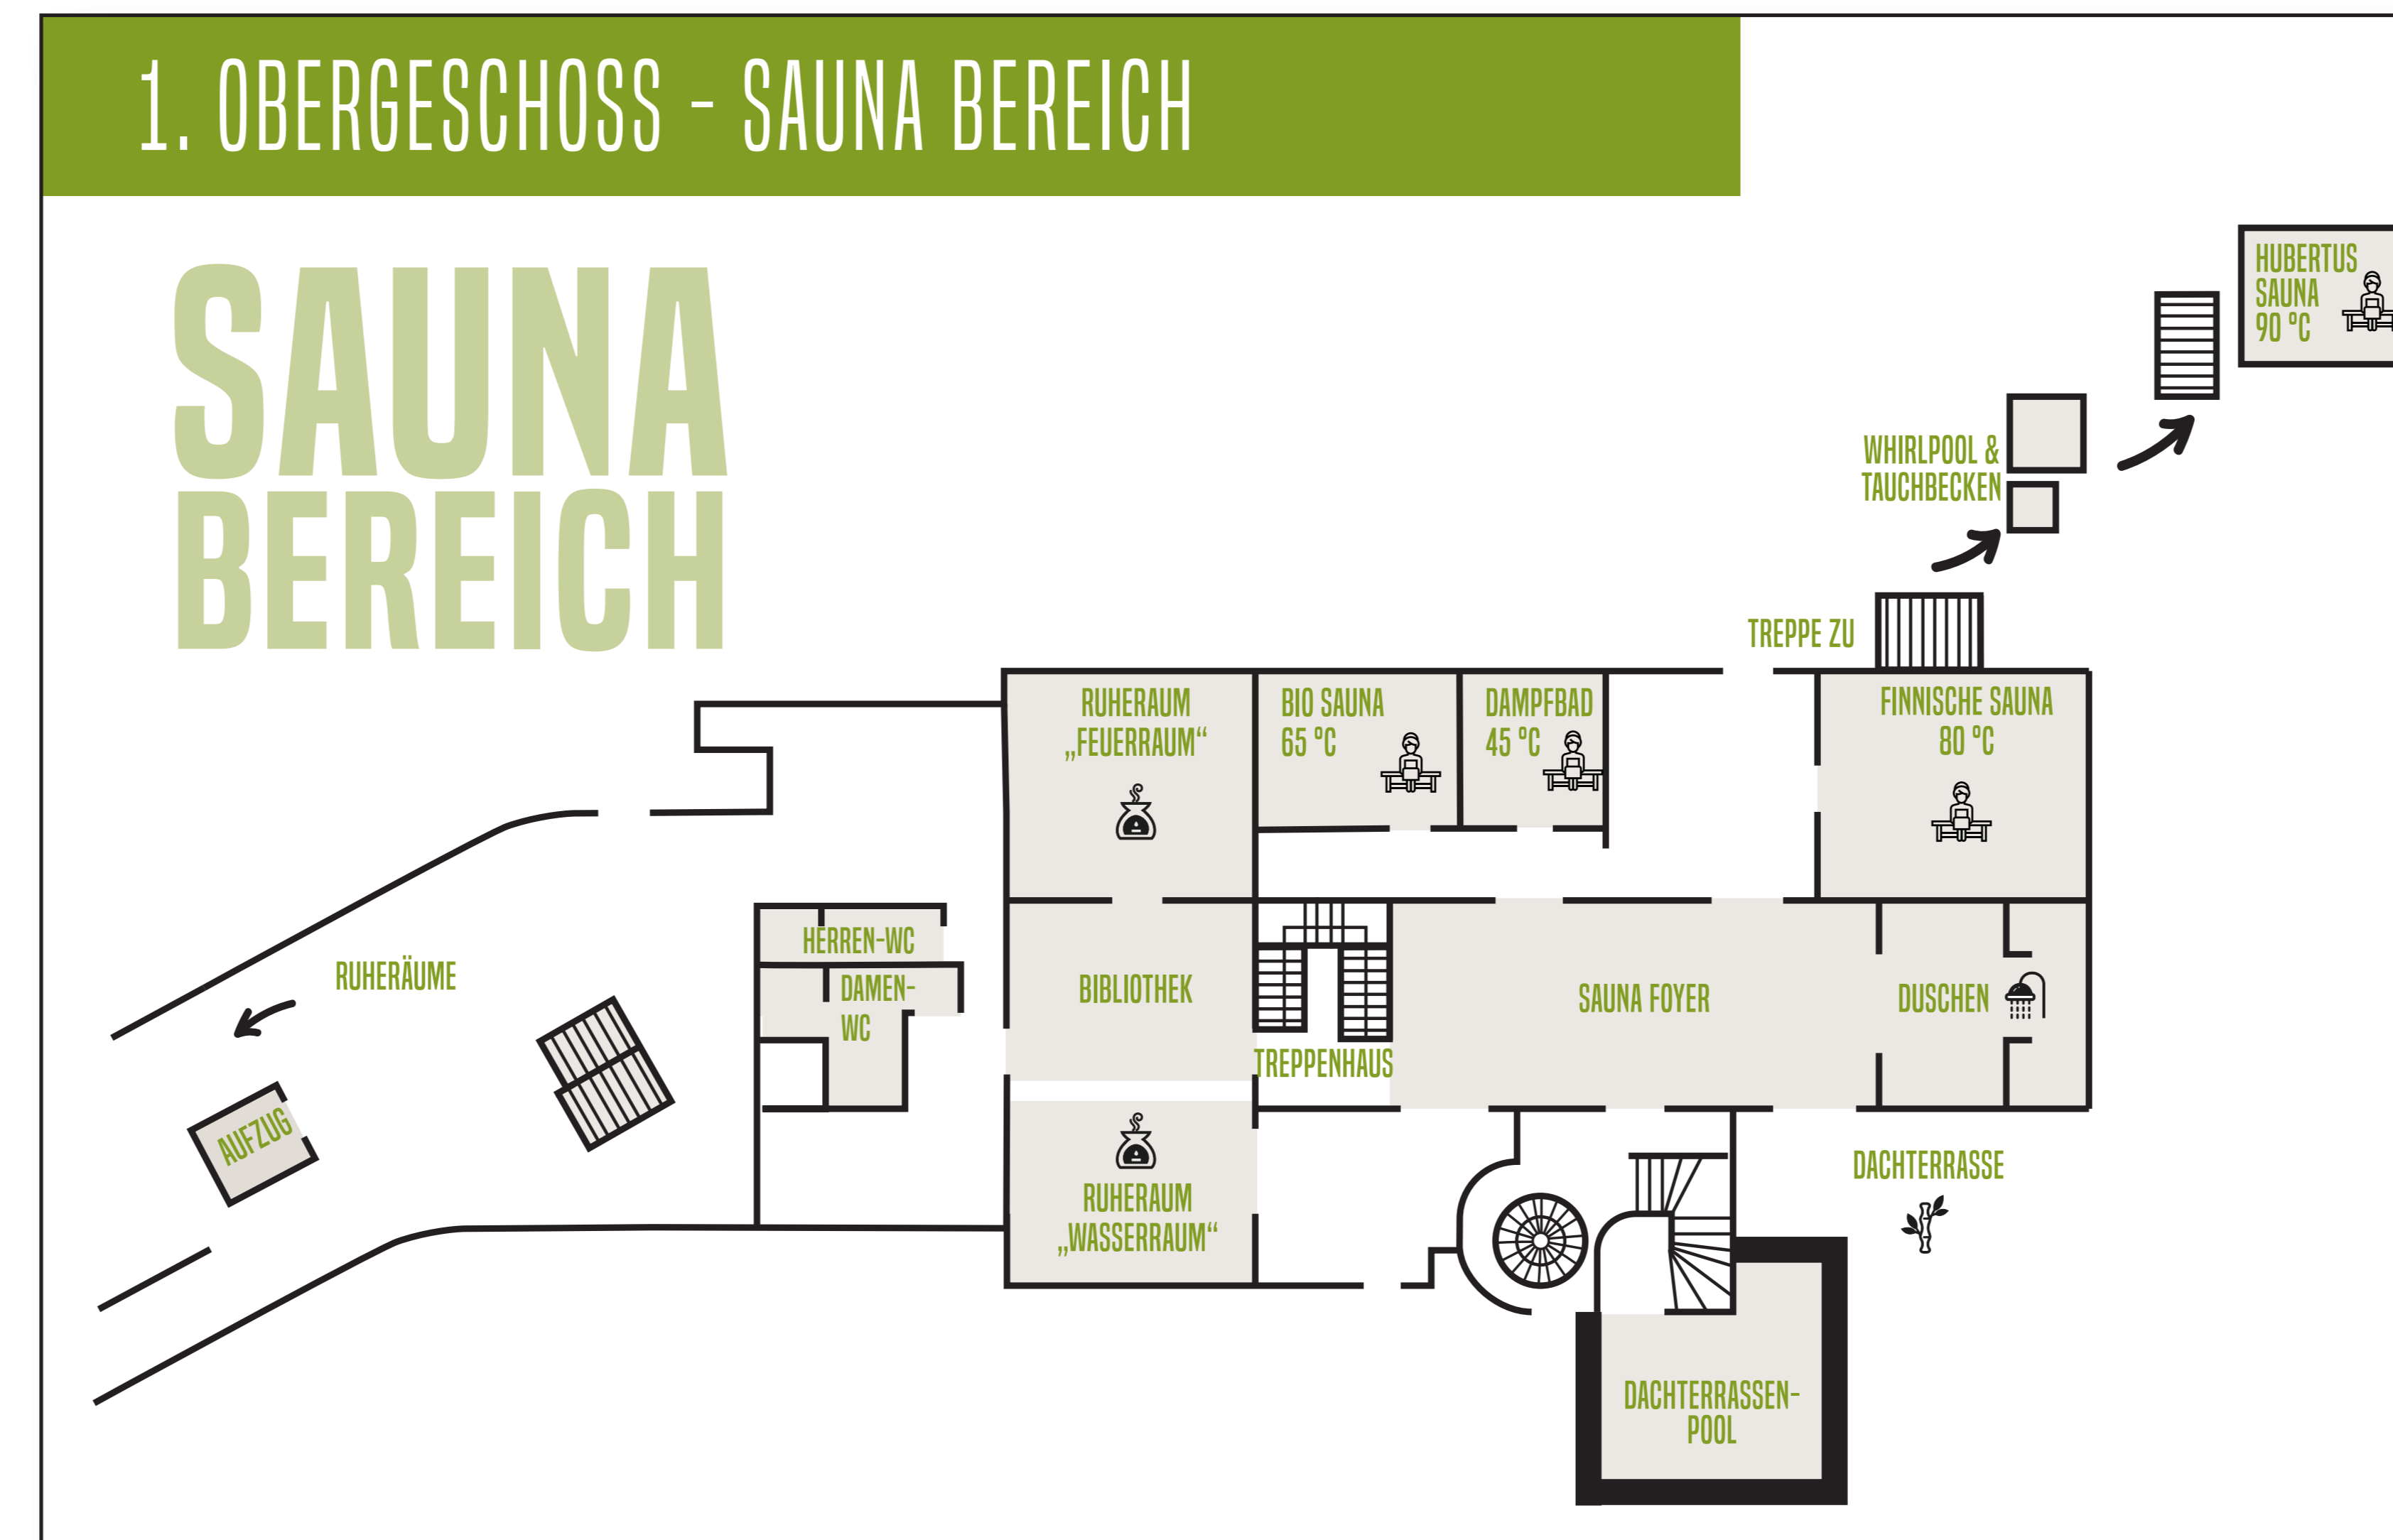 1. OBERGESCHOSS - SAUNA BEREICH
SAUNA
BEREICH
HUBERTUS
SAUNA
90 °C
WHIRLPOOL &
TAUCHBECKEN
TREPPE ZU
RUHERAUM
„FEUERRAUM“
BIO SAUNA
65 °C
DAMPFBAD
45 °C
FINNISCHE SAUNA
80 °C
HERREN-WC
DAMEN-
WC
RUHERÄUME
BIBLIOTHEK
SAUNA FOYER
DUSCHEN
TREPPENHAUS
AUFZUG
RUHERAUM
„WASSERRAUM“
DACHTERRASSE
DACHTERRASSEN-
POOL